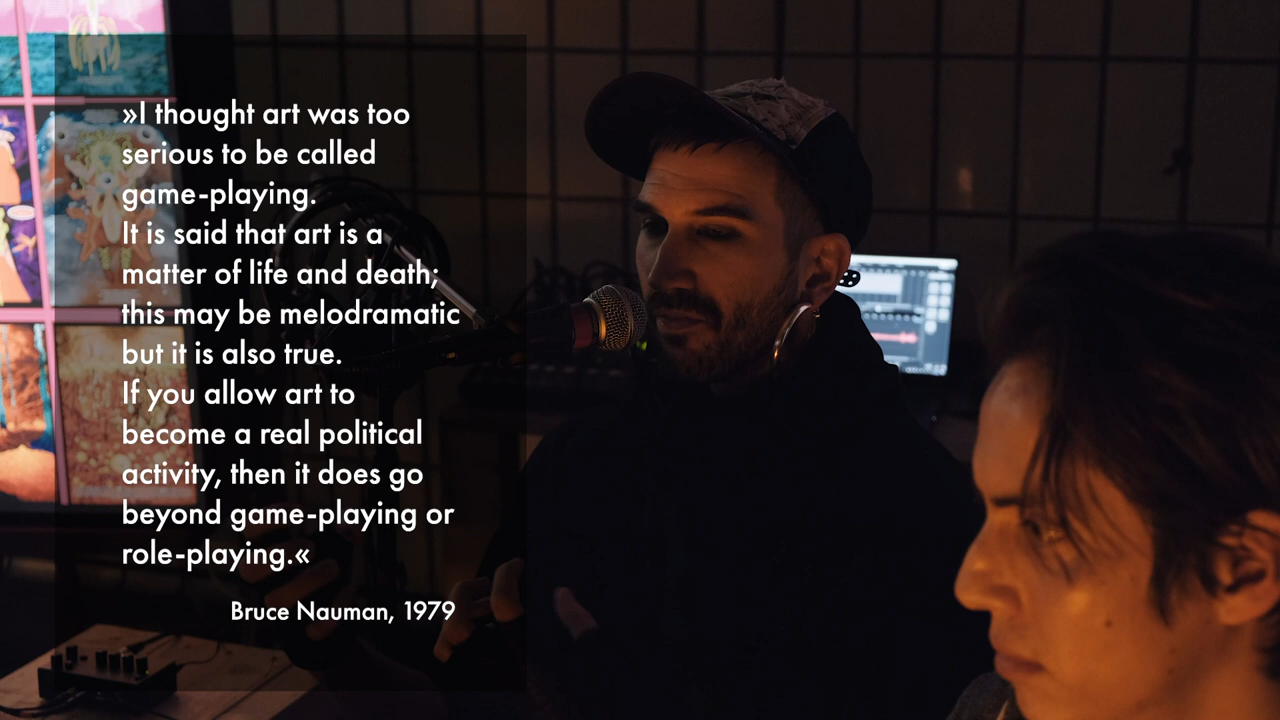 »I thought art was too
serious to be called
game-playing.
It is said that art is a
matter of life and death;
this may be melodramatic
but it is also true.
If you allow art to
become a real political
activity, then it does go
beyond game-playing or
role-playing.«
Bruce Nauman, 1979